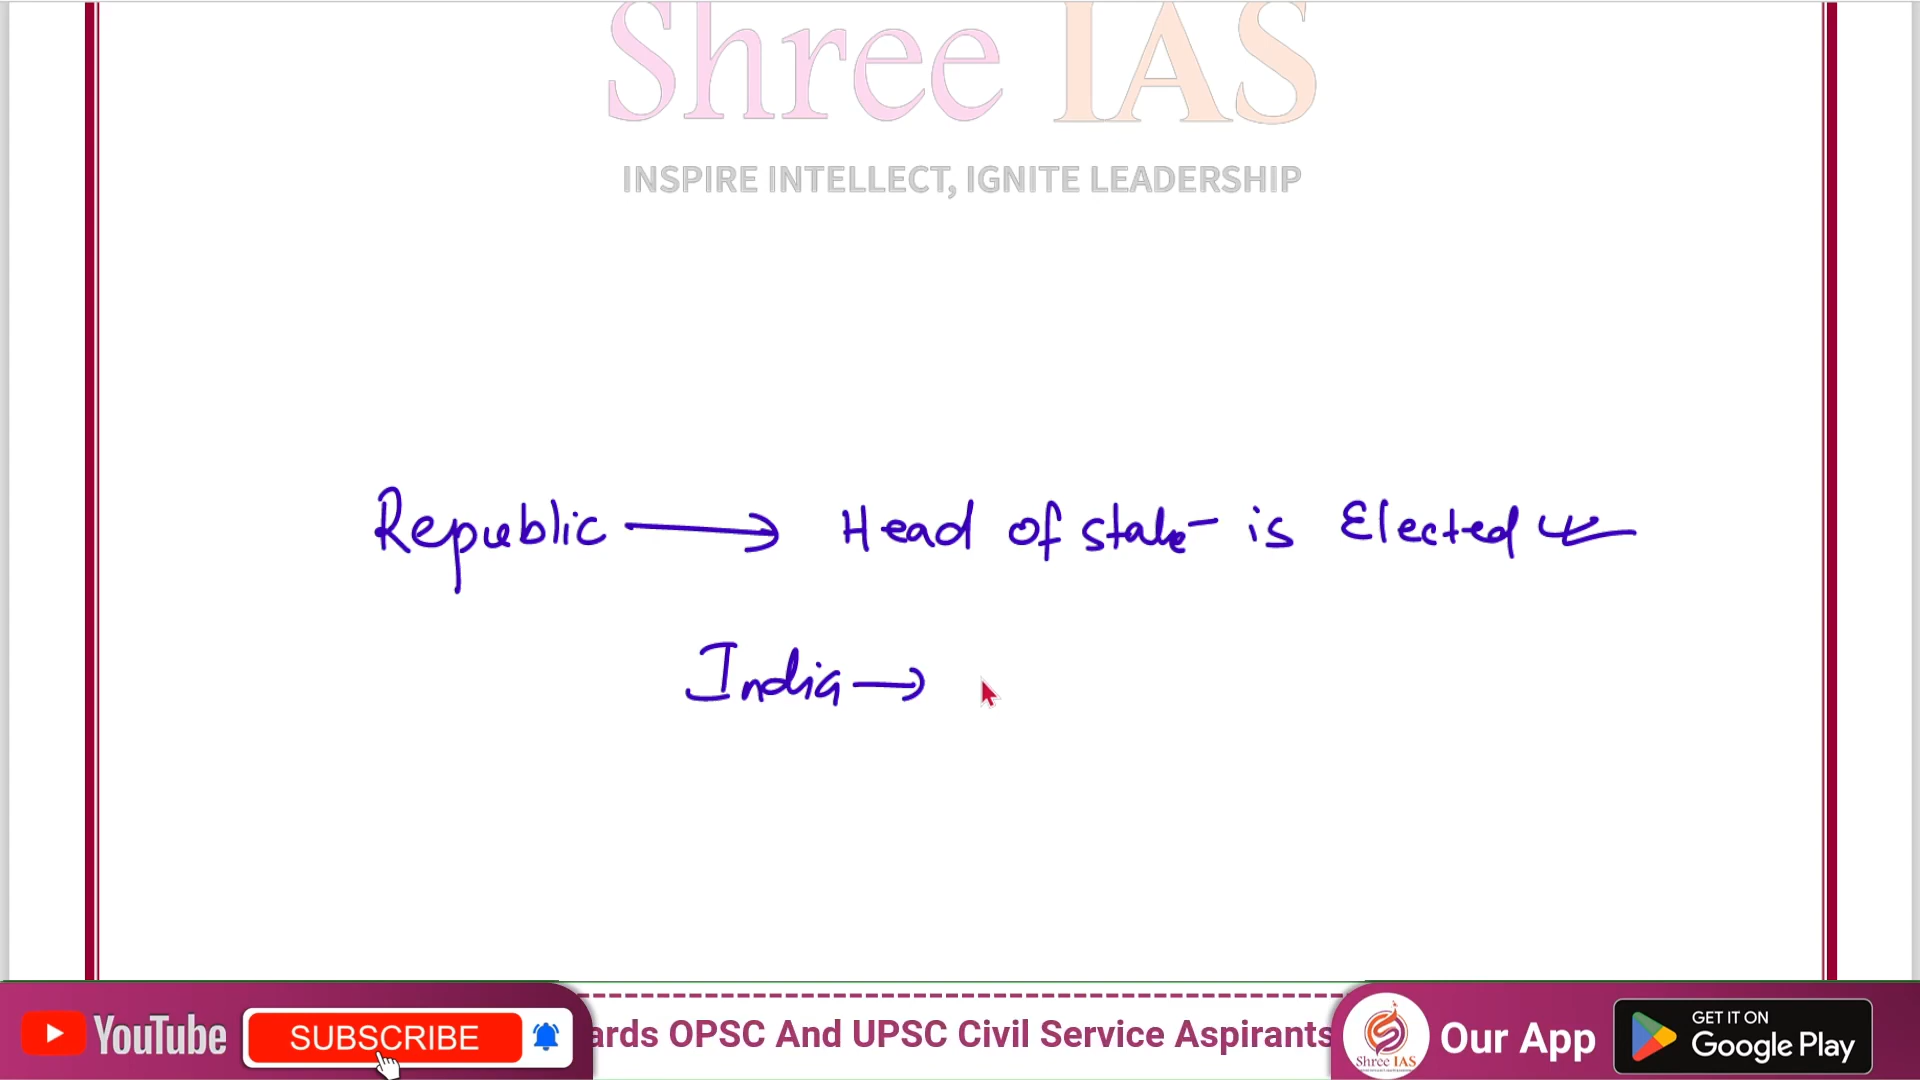 Shree IAS
INSPIRE INTELLECT, IGNITE LEADERSHIP
Republic → Head of state is Elected
India →
YouTube
SUBSCRIBE
ards OPSC And UPSC Civil Service Aspirants
Shree IAS
Our App
GET IT ON
Google Play